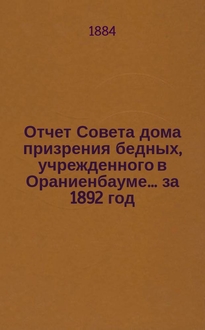 1884
Отчет Совета дома
призрения бедных,
учрежденного в
Ораниенбауме... за
1892 год